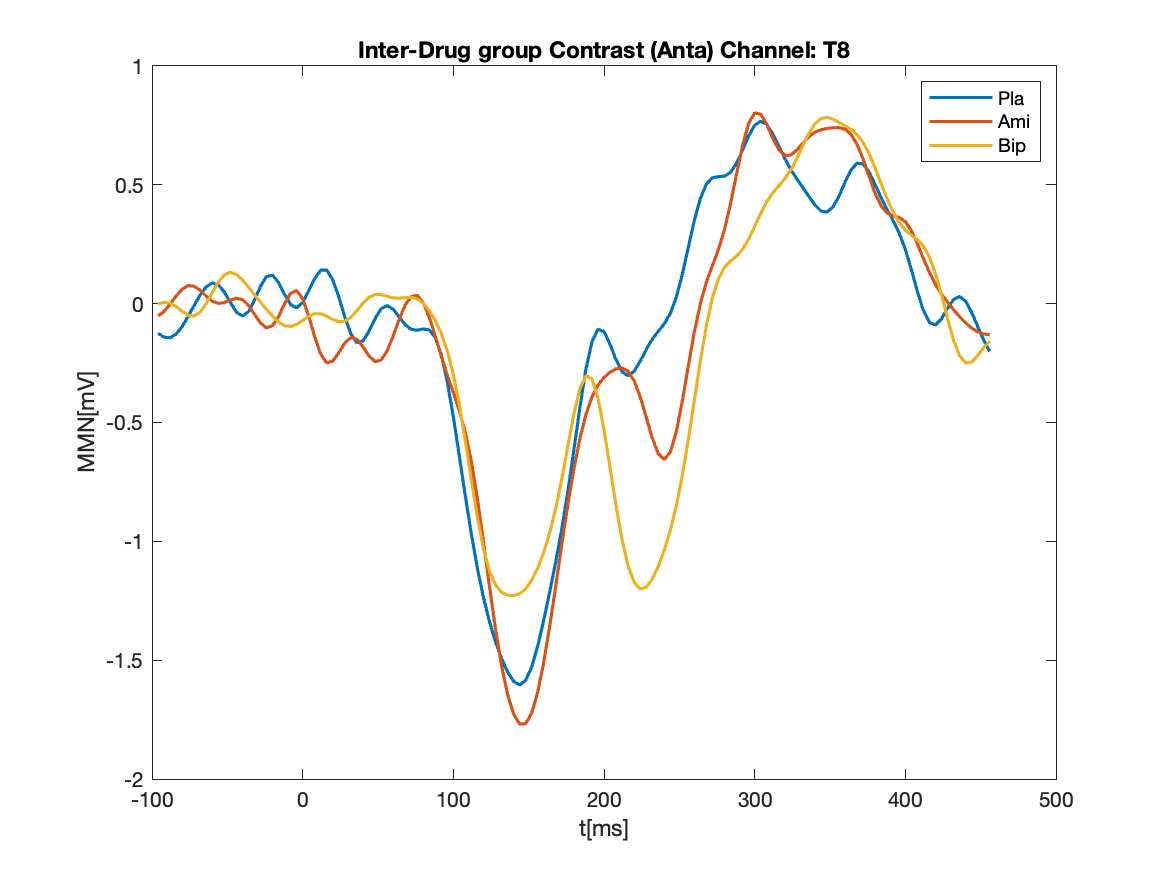 Inter-Drug group Contrast (Anta) Channel: T8
1
0.5
0
-0.5
-1
-1.5
-2
MMN[mV]
Pla
Ami
Bip
-100 0 100 200 300 400 500
t[ms]